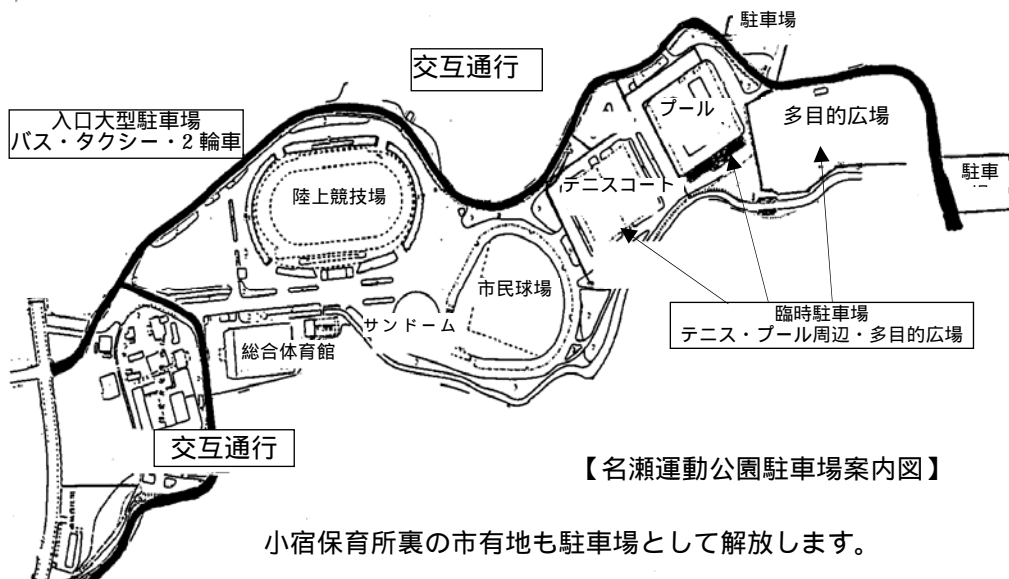 駐車場
交互通行
入口大型駐車場
バス・タクシー・2輪車
プール
多目的広場
駐車
テニスコート
陸上競技場
市民球場
サンドーム
臨時駐車場
テニス・プール周辺・多目的広場
総合体育館
交互通行
【名瀬運動公園駐車場案内図】
小宿保育所裏の市有地も駐車場として解放します。